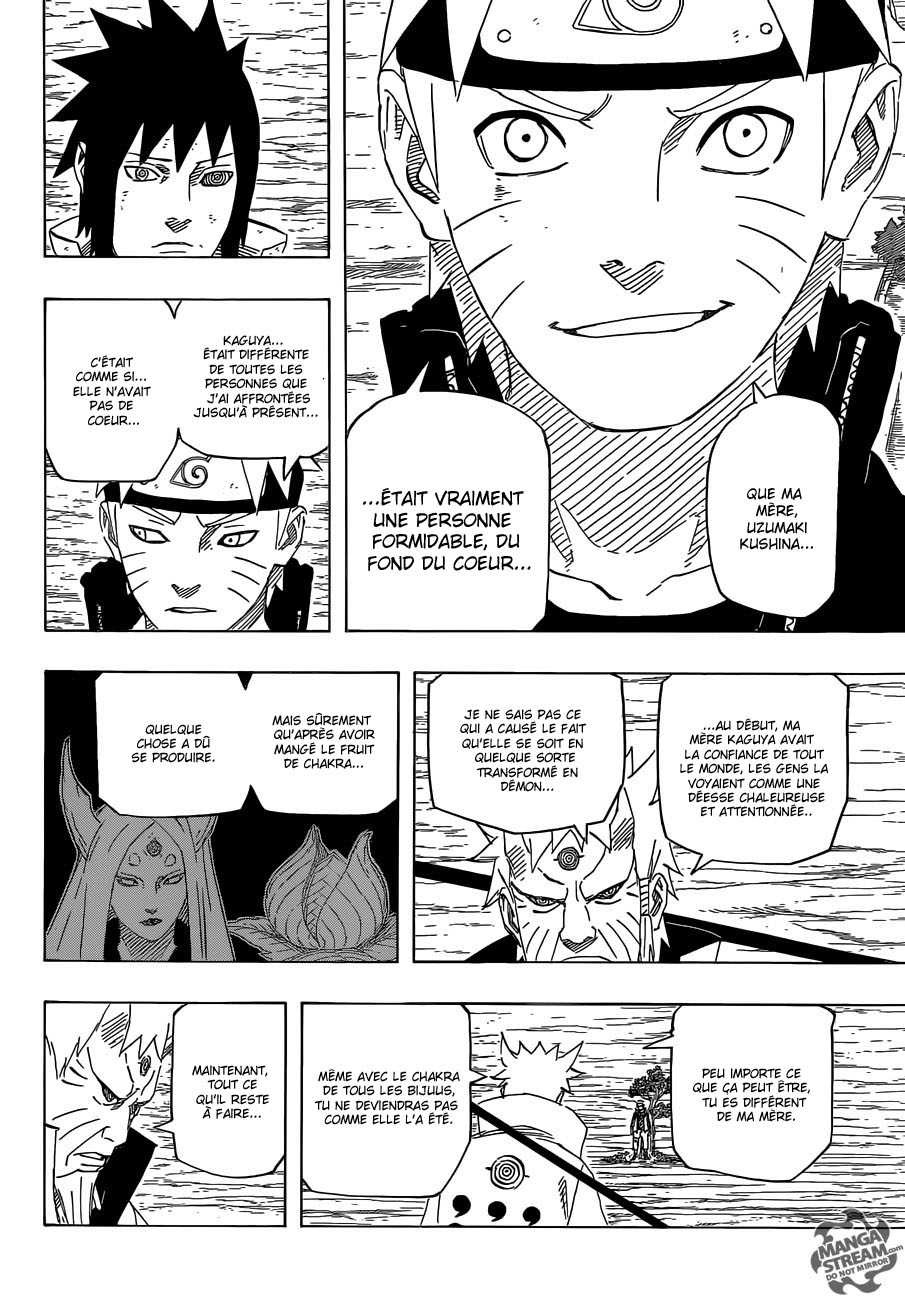 QUE MA
MÈRE,
UZUMAKI
KUSHINA...
...ÉTAIT VRAIMENT
UNE PERSONNE
FORMIDABLE, DU
FOND DU COEUR...
KAGUYA...
ÉTAIT DIFFÉRENTE
DE TOUTES LES
PERSONNES QUE
J'AI AFFRONTÉES
JUSQU'À PRÉSENT...
C'ÉTAIT
COMME SI...
ELLE N'AVAIT
PAS DE
COEUR...
...AU DÉBUT, MA
MÈRE KAGUYA AVAIT
LA CONFIANCE DE TOUT
LE MONDE, LES GENS LA
VOYAIENT COMME UNE
DÉESSE CHALEUREUSE
ET ATTENTIONNÉE..
JE NE SAIS PAS CE
QUI A CAUSÉ LE FAIT
QU'ELLE SE SOIT EN
QUELQUE SORTE
TRANSFORMÉ EN
DÉMON...
MAIS SÛREMENT
QU'APRÈS AVOIR
MANGÉ LE FRUIT
DE CHAKRA...
QUELQUE
CHOSE A DÛ
SE PRODUIRE.
PEU IMPORTE CE
QUE ÇA PEUT ÊTRE,
TU ES DIFFÉRENT
DE MA MÈRE.
MÊME AVEC LE CHAKRA
DE TOUS LES BIJUUS,
TU NE DEVIENDRAS PAS
COMME ELLE L'A ÉTÉ.
MAINTENANT,
TOUT CE
QU'IL RESTE
À FAIRE...
MANGA
STREAM.com
DO NOT MIRROR